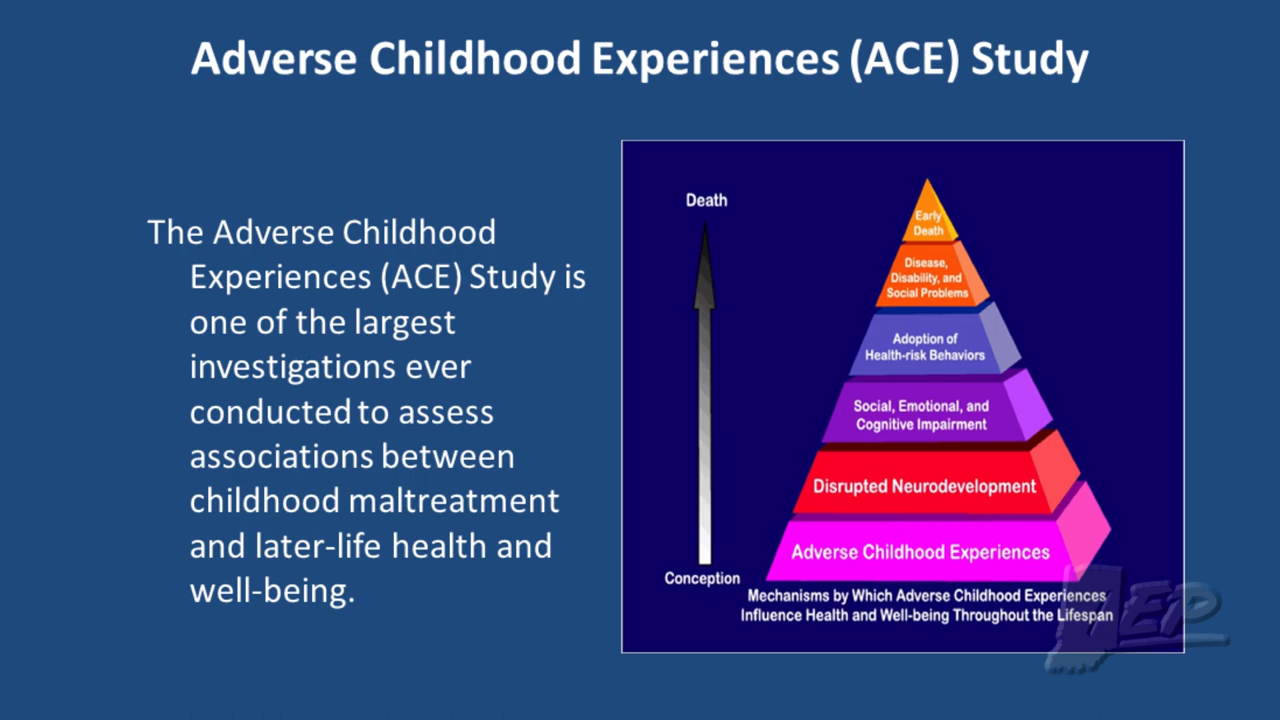 Adverse Childhood Experiences (ACE) Study
The Adverse Childhood
Experiences (ACE) Study is
one of the largest
investigations ever
conducted to assess
associations between
childhood maltreatment
and later-life health and
well-being.
Death
Early
Death
Disease,
Disability, and
Social Problems
Adoption of
Health-risk Behaviors
Social, Emotional, and
Cognitive Impairment
Disrupted Neurodevelopment
Adverse Childhood Experiences
Conception
Mechanisms by Which Adverse Childhood Experiences
Influence Health and Well-being Throughout the Lifespan